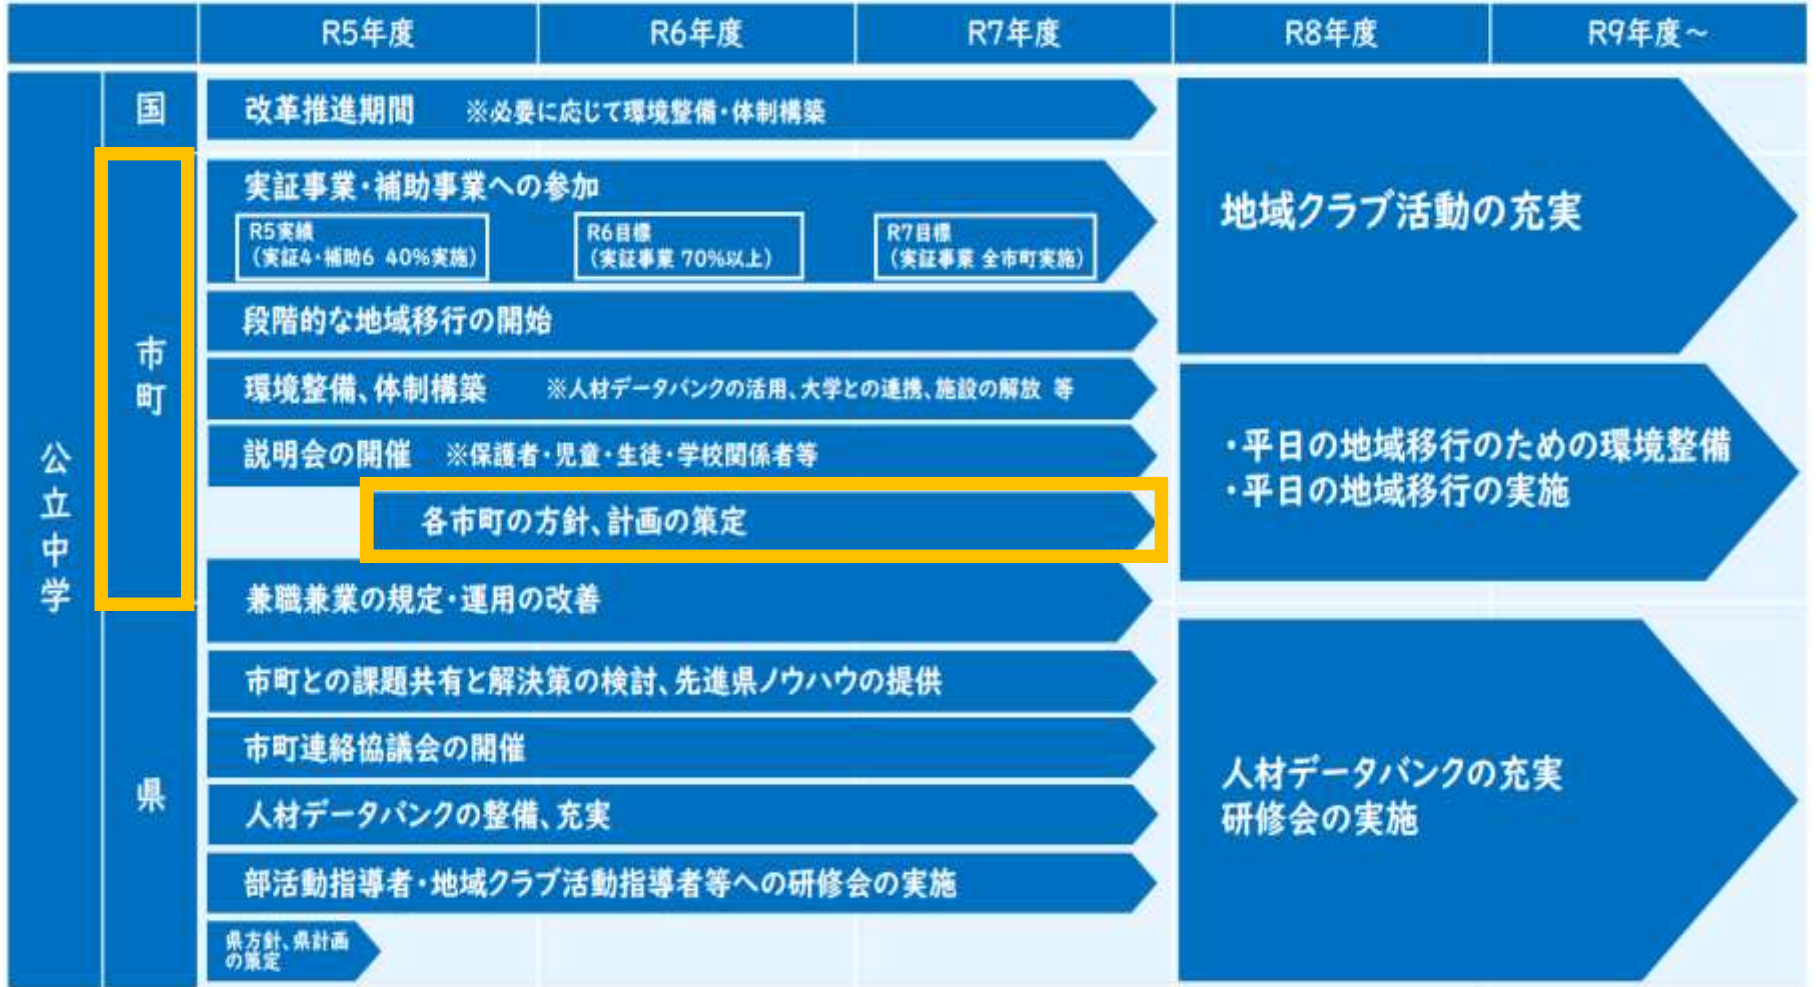 R5年度
R6年度
R7年度
R8年度
R9年度～
公立中学
国
改革推進期間 ※必要に応じて環境整備・体制構築
市町
実証事業・補助事業への参加
R5実績
（実証4・補助6 40%実施）
R6目標
（実証事業 70%以上）
R7目標
（実証事業 全市町実施）
段階的な地域移行の開始
環境整備、体制構築 ※人材データバンクの活用、大学との連携、施設の解放 等
説明会の開催 ※保護者・児童・生徒・学校関係者等
各市町の方針、計画の策定
兼職兼業の規定・運用の改善
県
市町との課題共有と解決策の検討、先進県ノウハウの提供
市町連絡協議会の開催
人材データバンクの整備、充実
部活動指導者・地域クラブ活動指導者等への研修会の実施
県方針、県計画
の策定
地域クラブ活動の充実
・平日の地域移行のための環境整備
・平日の地域移行の実施
人材データバンクの充実
研修会の実施